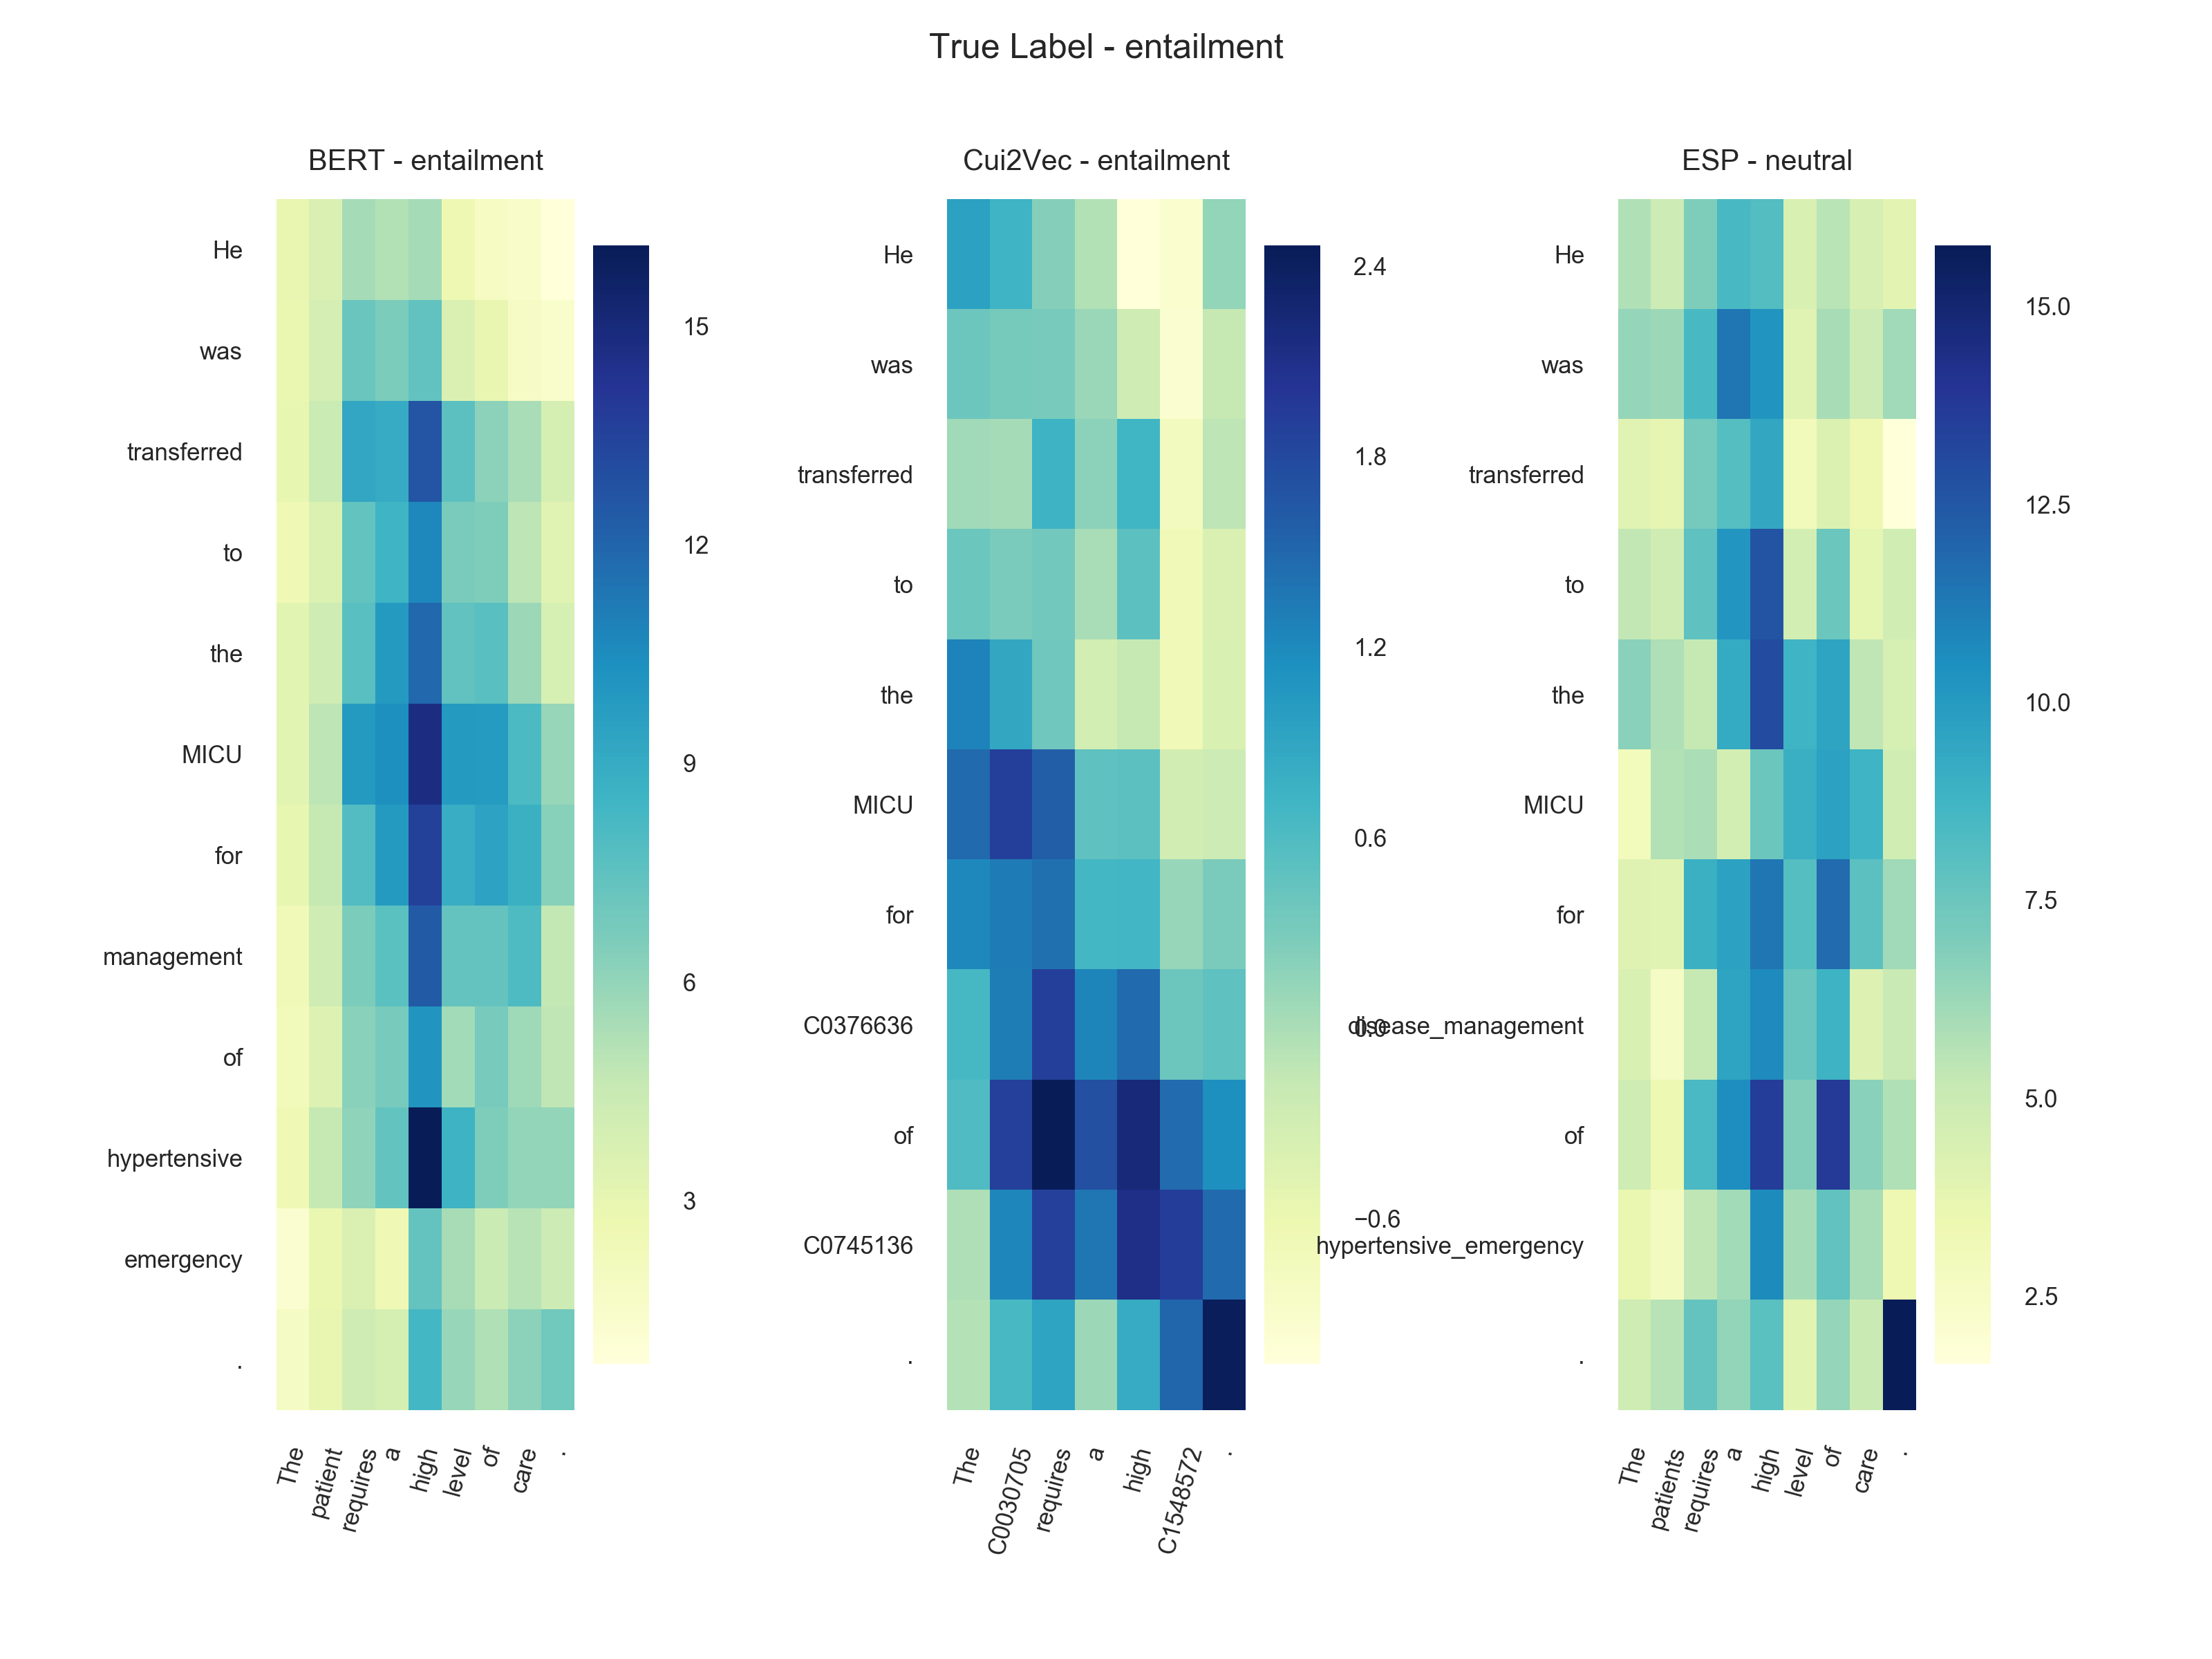 True Label - entailment
BERT - entailment
He
was
transferred
to
the
MICU
for
management
of
hypertensive
emergency
.
The
patient
requires
a
high
level
of
care
.
15
12
9
6
3
Cui2Vec - entailment
He
was
transferred
to
the
MICU
for
C0376636
of
C0745136
.
The
C0030705
requires
a
high
C1548572
.
2.4
1.8
1.2
0.6
0.0
−0.6
ESP - neutral
He
was
transferred
to
the
MICU
for
disease_management
of
hypertensive_emergency
.
The
patients
requires
a
high
level
of
care
.
15.0
12.5
10.0
7.5
5.0
2.5